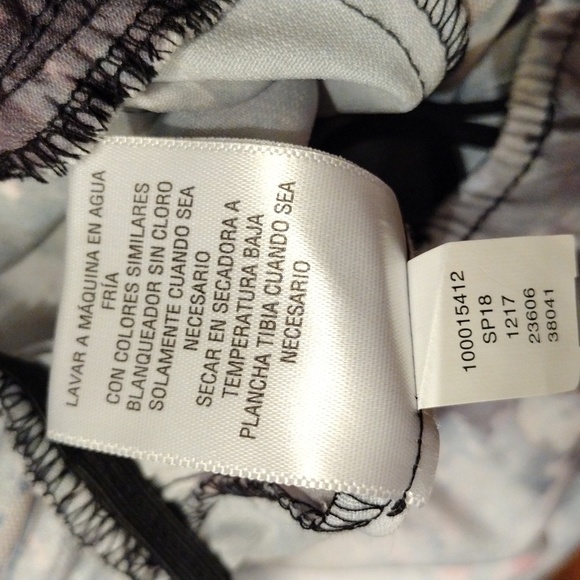 LAVAR A MÁQUINA EN AGUA
FRÍA
CON COLORES SIMILARES
BLANQUEADOR SIN CLORO
SOLAMENTE CUANDO SEA
NECESARIO
SECAR EN SECADORA A
TEMPERATURA BAJA
PLANCHA TIBIA CUANDO SEA
NECESARIO
100015412
SP18
1217
23606
38041